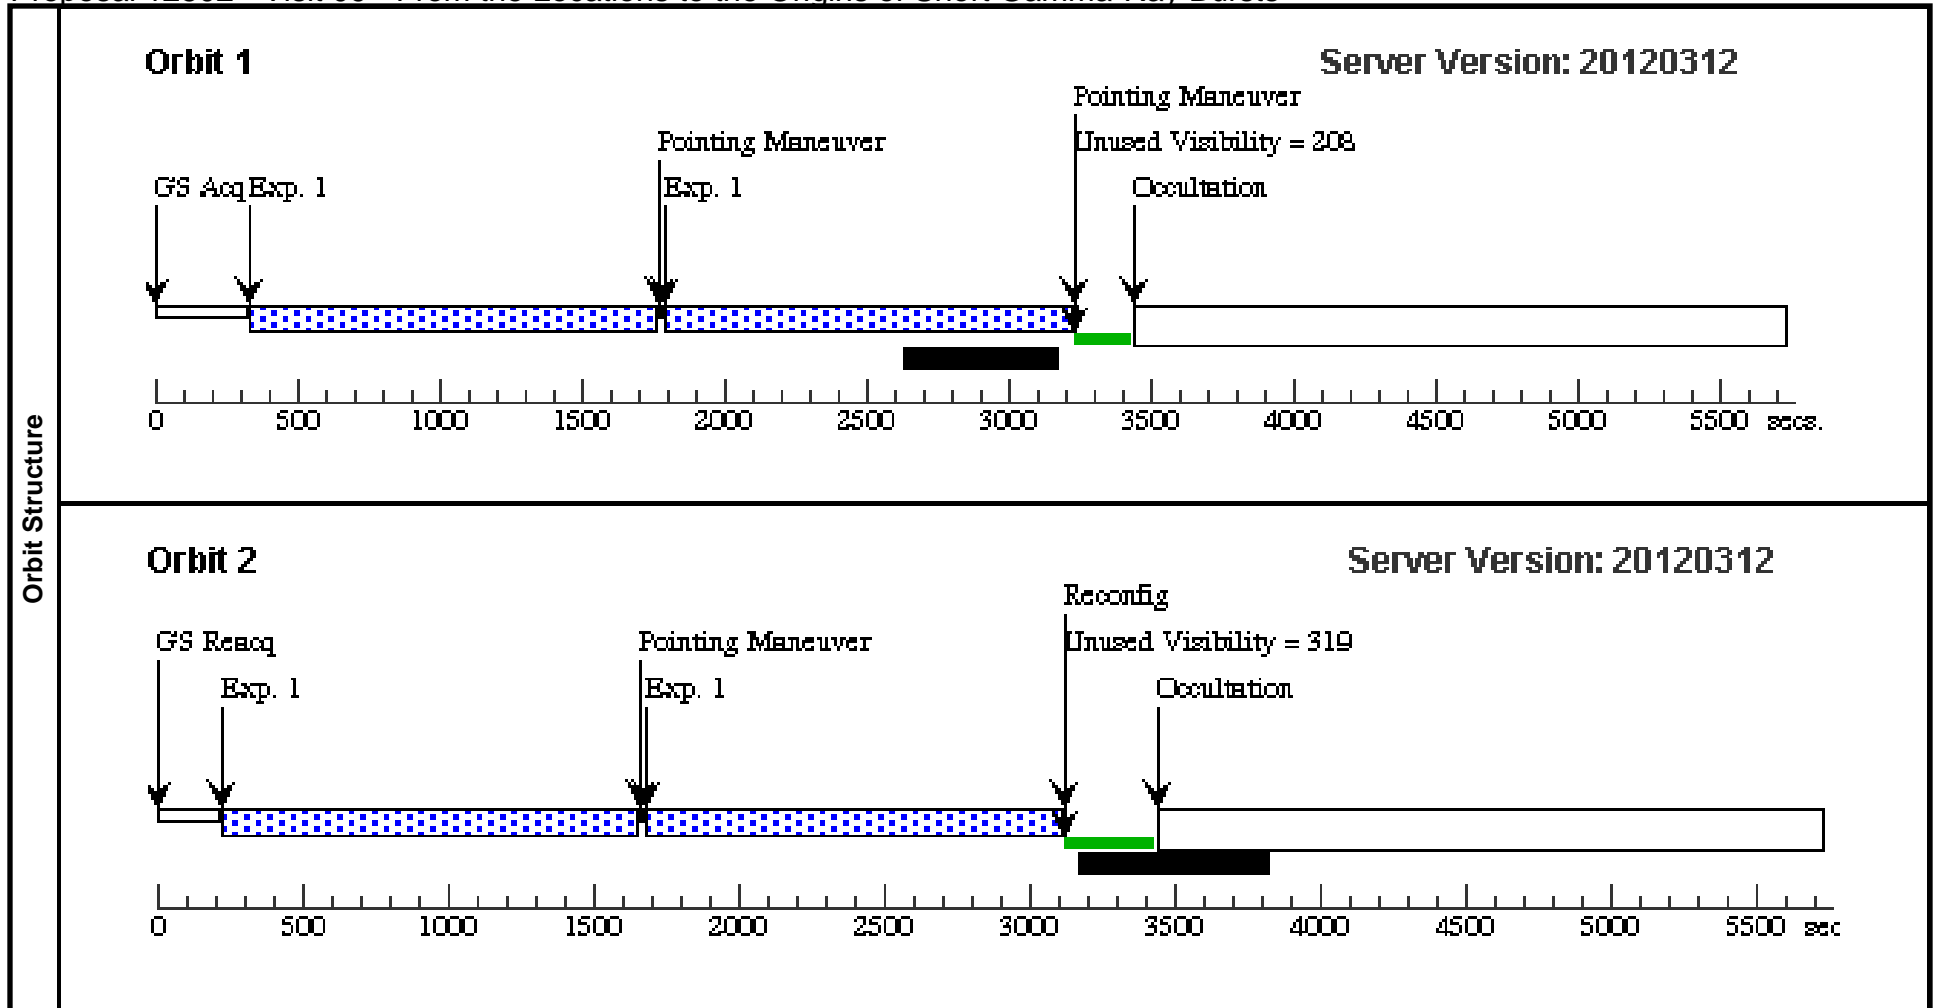 Orbit Structure
Orbit 1
Server Version: 20120312
Pointing Maneuver
Pointing Maneuver
Unused Visibility = 208
GS Acq
Exp. 1
Exp. 1
Occultation
0 500 1000 1500 2000 2500 3000 3500 4000 4500 5000 5500 secs.
Orbit 2
Server Version: 20120312
Reconfig
GS Reacq
Pointing Maneuver
Unused Visibility = 319
Exp. 1
Exp. 1
Occultation
0 500 1000 1500 2000 2500 3000 3500 4000 4500 5000 5500 sec